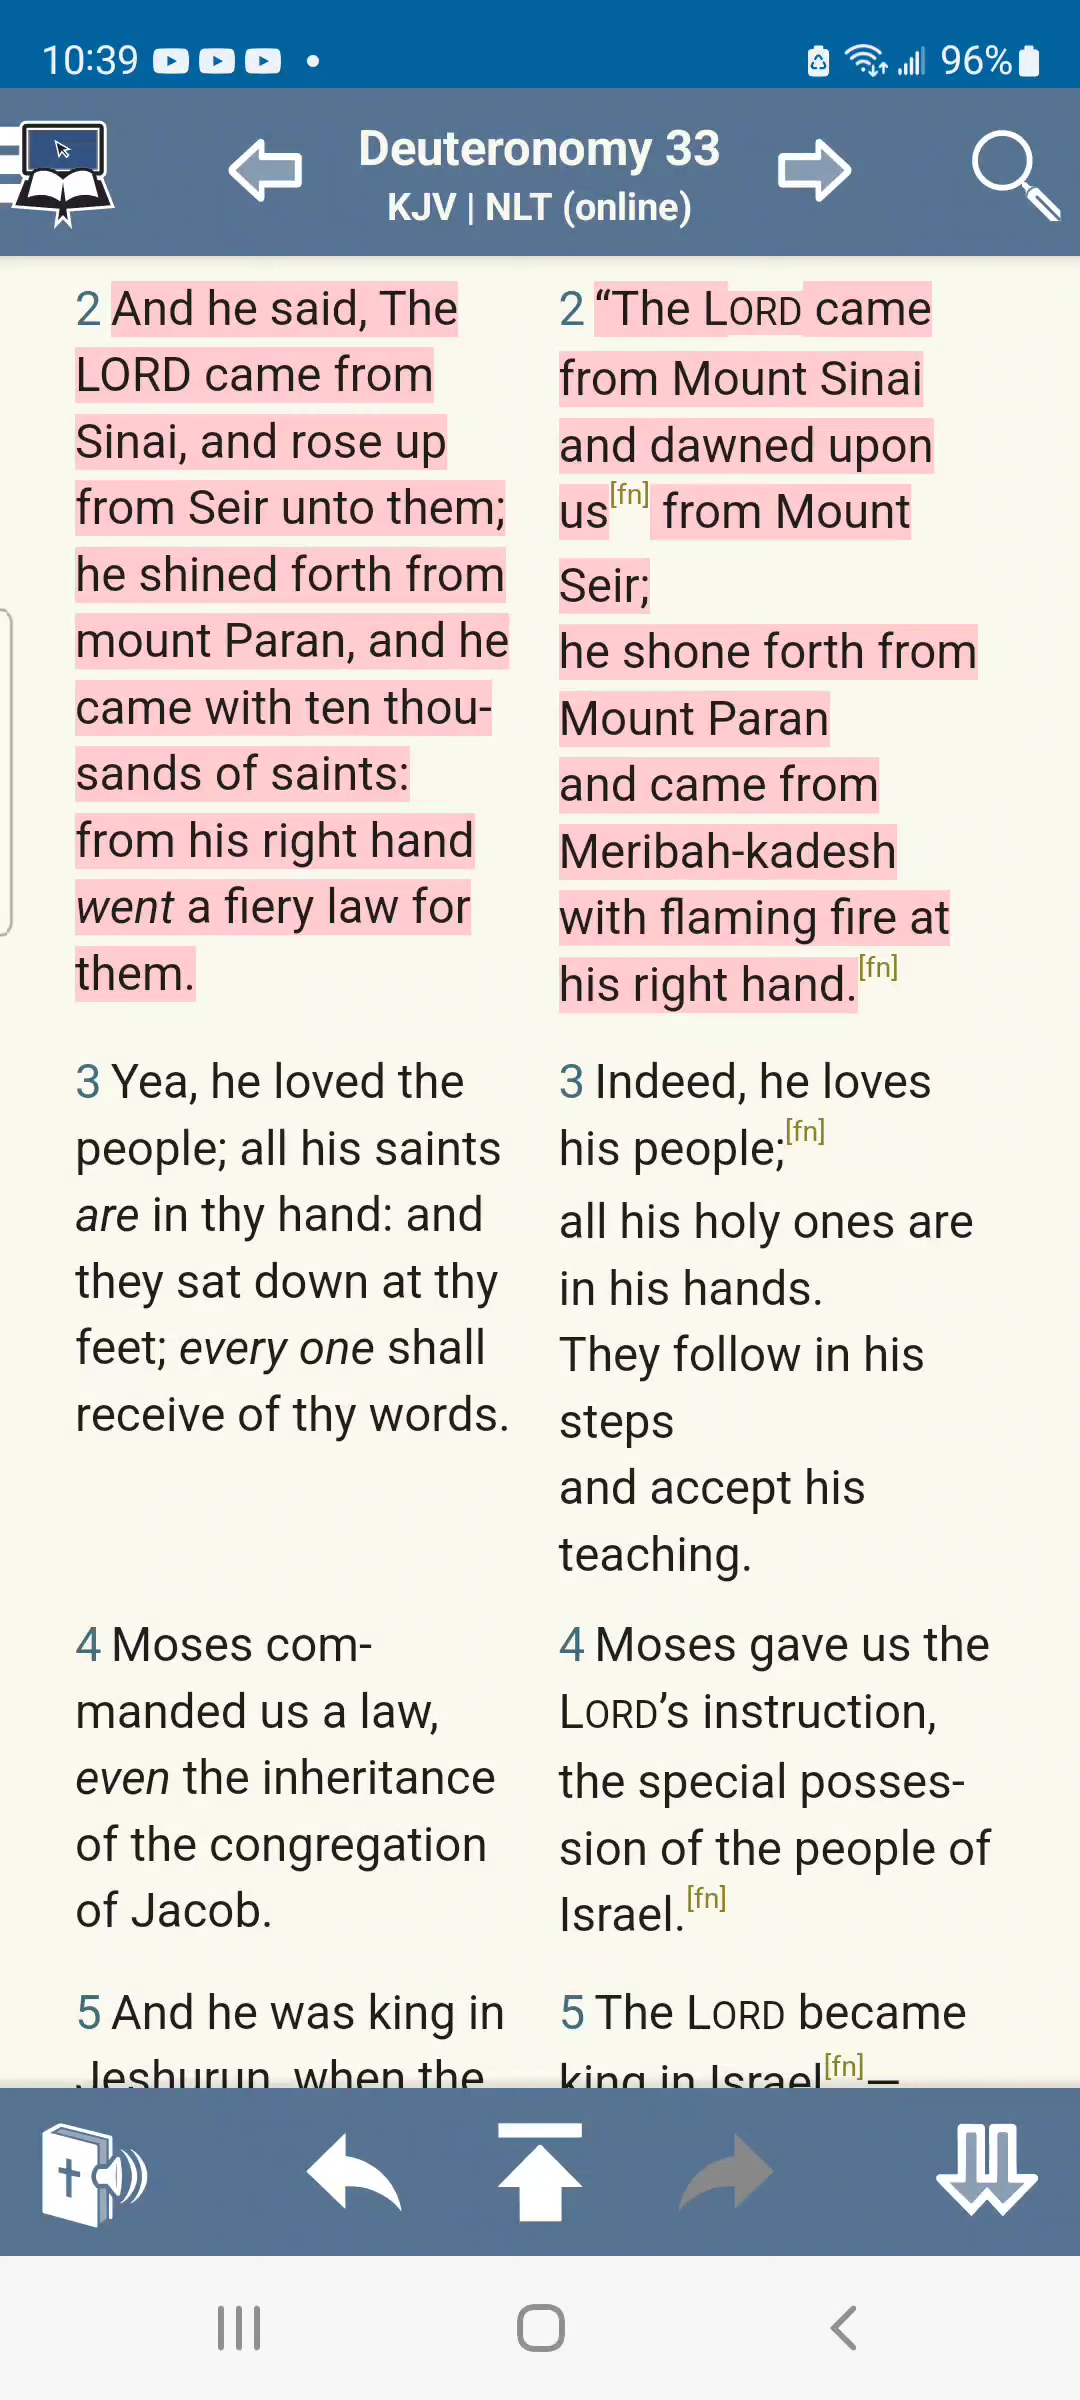 10:39
96%
Deuteronomy 33
KJV | NLT (online)
2 And he said, The
LORD came from
Sinai, and rose up
from Seir unto them;
he shined forth from
mount Paran, and he
came with ten thou-
sands of saints:
from his right hand
went a fiery law for
them.
2 “The LORD came
from Mount Sinai
and dawned upon
us[fn] from Mount
Seir;
he shone forth from
Mount Paran
and came from
Meribah-kadesh
with flaming fire at
his right hand.[fn]
3 Yea, he loved the
people; all his saints
are in thy hand: and
they sat down at thy
feet; every one shall
receive of thy words.
3 Indeed, he loves
his people;[fn]
all his holy ones are
in his hands.
They follow in his
steps
and accept his
teaching.
4 Moses com-
manded us a law,
even the inheritance
of the congregation
of Jacob.
4 Moses gave us the
LORD’s instruction,
the special posses-
sion of the people of
Israel.[fn]
5 And he was king in
Jeshurun, when the
5 The LORD became
king in Israel[fn]—